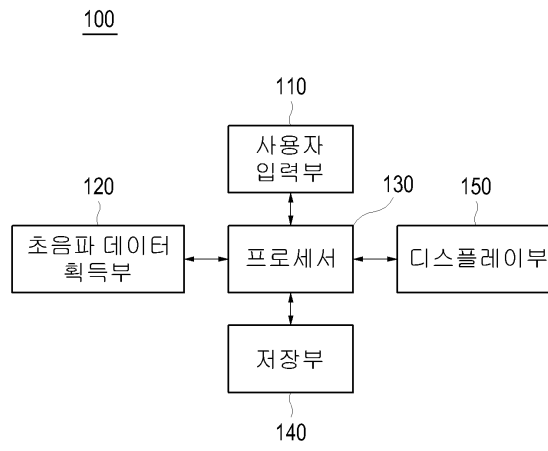 100
110
사용자
입력부
120
초음파 데이터
획득부
130
프로세서
150
디스플레이부
저장부
140